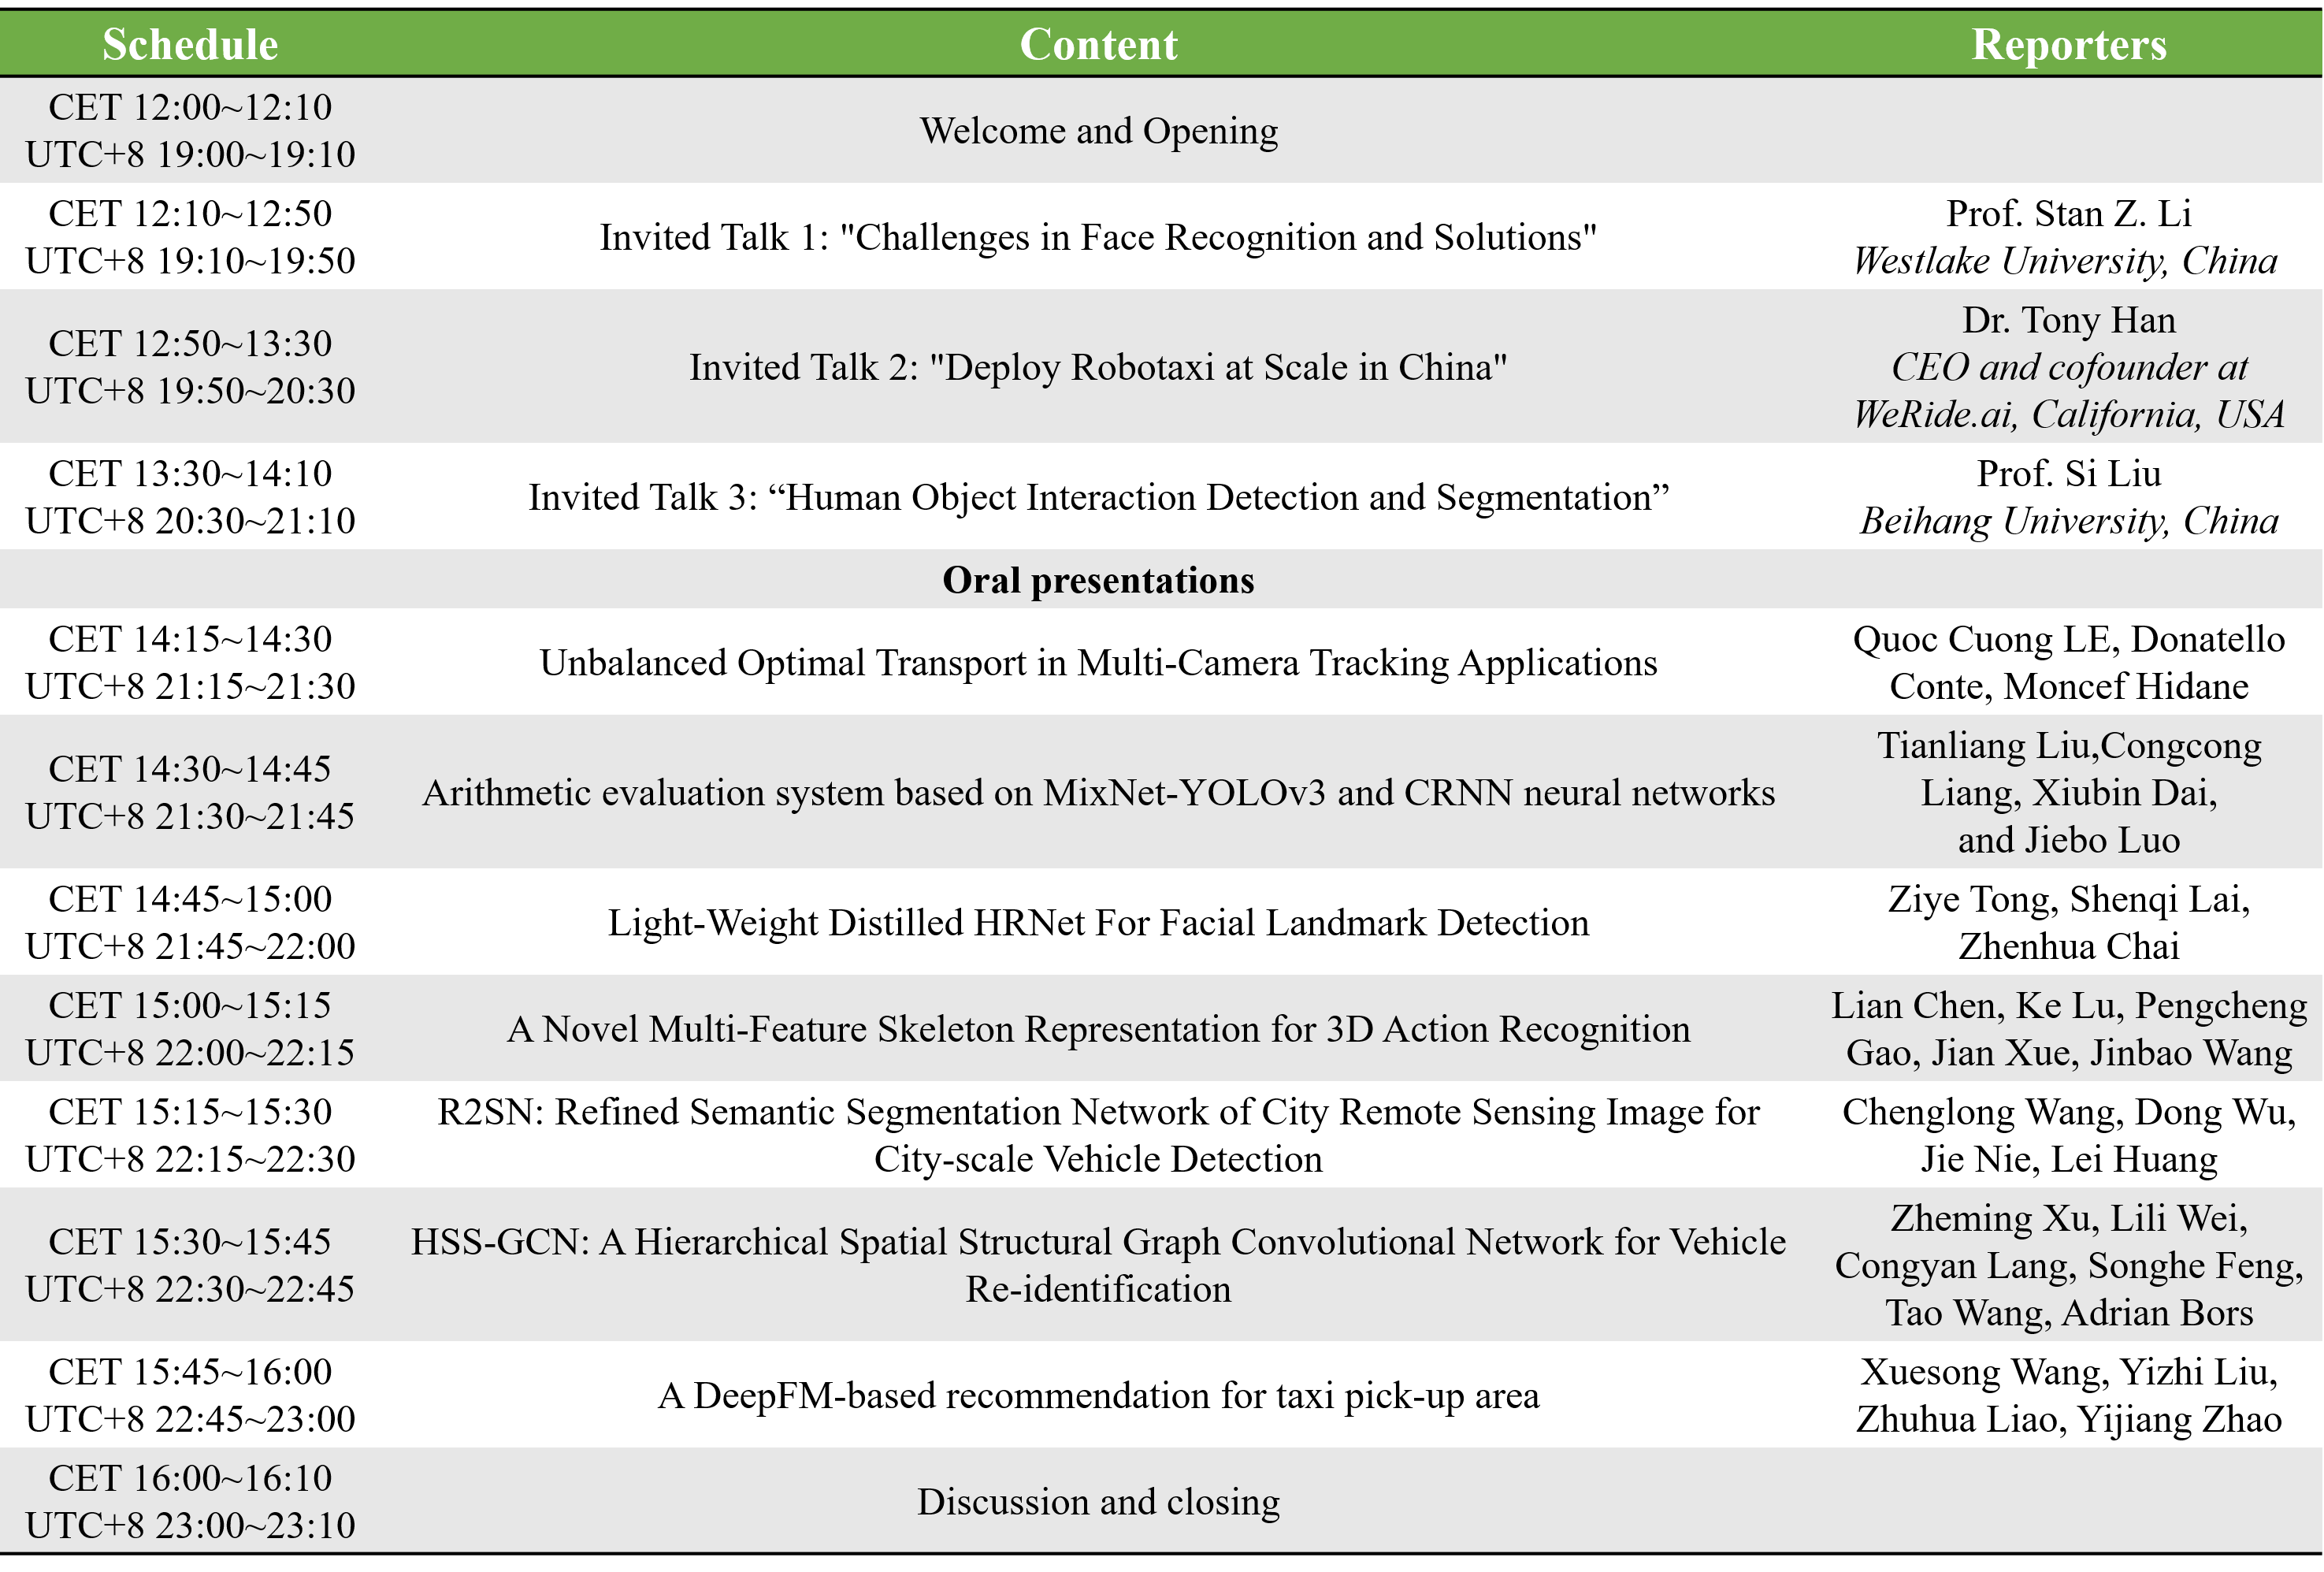 Schedule Content Reporters
CET 12:00~12:10
UTC+8 19:00~19:10
Welcome and Opening
CET 12:10~12:50
UTC+8 19:10~19:50
Invited Talk 1: "Challenges in Face Recognition and Solutions"
Prof. Stan Z. Li
Westlake University, China
CET 12:50~13:30
UTC+8 19:50~20:30
Invited Talk 2: "Deploy Robotaxi at Scale in China"
Dr. Tony Han
CEO and cofounder at
WeRide.ai, California, USA
CET 13:30~14:10
UTC+8 20:30~21:10
Invited Talk 3: “Human Object Interaction Detection and Segmentation”
Prof. Si Liu
Beihang University, China
Oral presentations
CET 14:15~14:30
UTC+8 21:15~21:30
Unbalanced Optimal Transport in Multi-Camera Tracking Applications
Quoc Cuong LE, Donatello
Conte, Moncef Hidane
CET 14:30~14:45
UTC+8 21:30~21:45
Arithmetic evaluation system based on MixNet-YOLOv3 and CRNN neural networks
Tianliang Liu,Congcong
Liang, Xiubin Dai,
and Jiebo Luo
CET 14:45~15:00
UTC+8 21:45~22:00
Light-Weight Distilled HRNet For Facial Landmark Detection
Ziye Tong, Shenqi Lai,
Zhenhua Chai
CET 15:00~15:15
UTC+8 22:00~22:15
A Novel Multi-Feature Skeleton Representation for 3D Action Recognition
Lian Chen, Ke Lu, Pengcheng
Gao, Jian Xue, Jinbao Wang
CET 15:15~15:30
UTC+8 22:15~22:30
R2SN: Refined Semantic Segmentation Network of City Remote Sensing Image for
City-scale Vehicle Detection
Chenglong Wang, Dong Wu,
Jie Nie, Lei Huang
CET 15:30~15:45
UTC+8 22:30~22:45
HSS-GCN: A Hierarchical Spatial Structural Graph Convolutional Network for Vehicle
Re-identification
Zheming Xu, Lili Wei,
Congyan Lang, Songhe Feng,
Tao Wang, Adrian Bors
CET 15:45~16:00
UTC+8 22:45~23:00
A DeepFM-based recommendation for taxi pick-up area
Xuesong Wang, Yizhi Liu,
Zhuhua Liao, Yijiang Zhao
CET 16:00~16:10
UTC+8 23:00~23:10
Discussion and closing